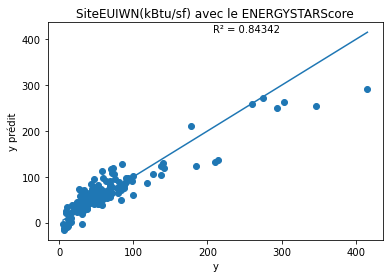 SiteEUIWN(kBtu/sf) avec le ENERGYSTARScore
R² = 0.84342
400
300
200
100
0
y prédit
0 100 200 300 400
y